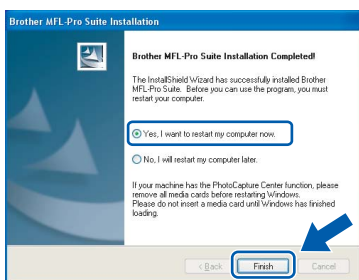 Brother MFL-Pro Suite Installation
Brother MFL-Pro Suite Installation Completed!
The InstallShield Wizard has successfully installed Brother
MFL-Pro Suite. Before you can use the program, you must
restart your computer.
Yes, I want to restart my computer now.
No, I will restart my computer later.
If your machine has the PhotoCapture Center function, please
remove all media cards before restarting Windows.
Please do not insert a media card until Windows has finished
loading.
< Back
Finish
Cancel